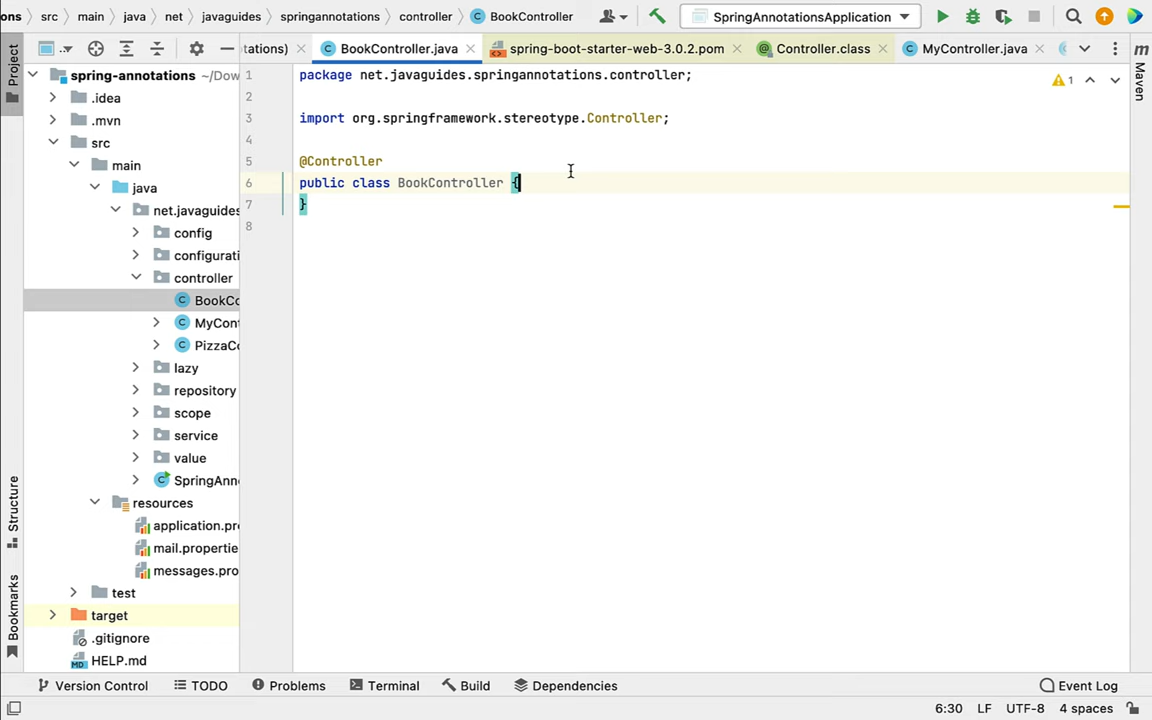 ons src main java net javaguides springannotations controller BookController SpringAnnotationsApplication
tations) BookController.java spring-boot-starter-web-3.0.2.pom Controller.class MyController.java
Project
Structure
Bookmarks
spring-annotations ~/Dow
.idea
.mvn
src
main
java
net.javaguides
config
configurati
controller
BookCo
MyCont
PizzaCo
lazy
repository
scope
service
value
SpringAnn
resources
application.pro
mail.propertie
messages.pro
test
target
.gitignore
HELP.md
1 package net.javaguides.springannotations.controller;
2
3 import org.springframework.stereotype.Controller;
4
5 @Controller
6 public class BookController {
7 }
8
1
m
Maven
Version Control TODO Problems Terminal Build Dependencies Event Log
6:30 LF UTF-8 4 spaces